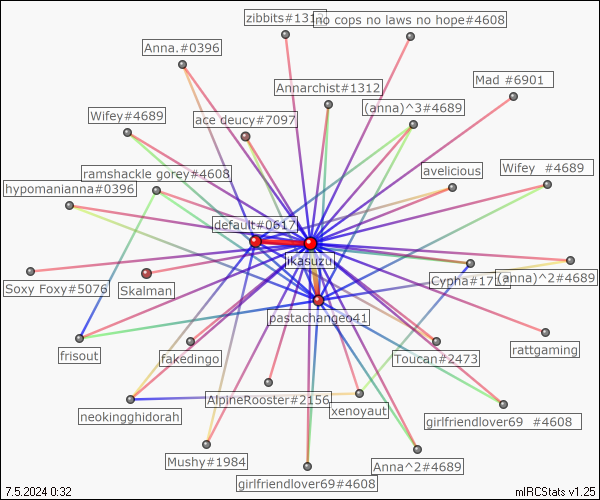 zibbits#131
no cops no laws no hope#4608
Anna.#0396
Mad #6901
Annarchist#1312
(anna)^3#4689
Wifey#4689
ace deucy#7097
ramshackle gorey#4608
avelicious
Wifey #4689
hypomanianna#0396
default#0617
likasuzu
Soxy Foxy#5076
Skalman
Cypha#171
(anna)^2#4689
pastachangeo41
frisout
fakedingo
Toucan#2473
rattgaming
AlpineRooster#2156
xenoyaut
neokingghidorah
girlfriendlover69 #4608
Mushy#1984
Anna^2#4689
girlfriendlover69#4608
7.5.2024 0:32
mIRCStats v1.25